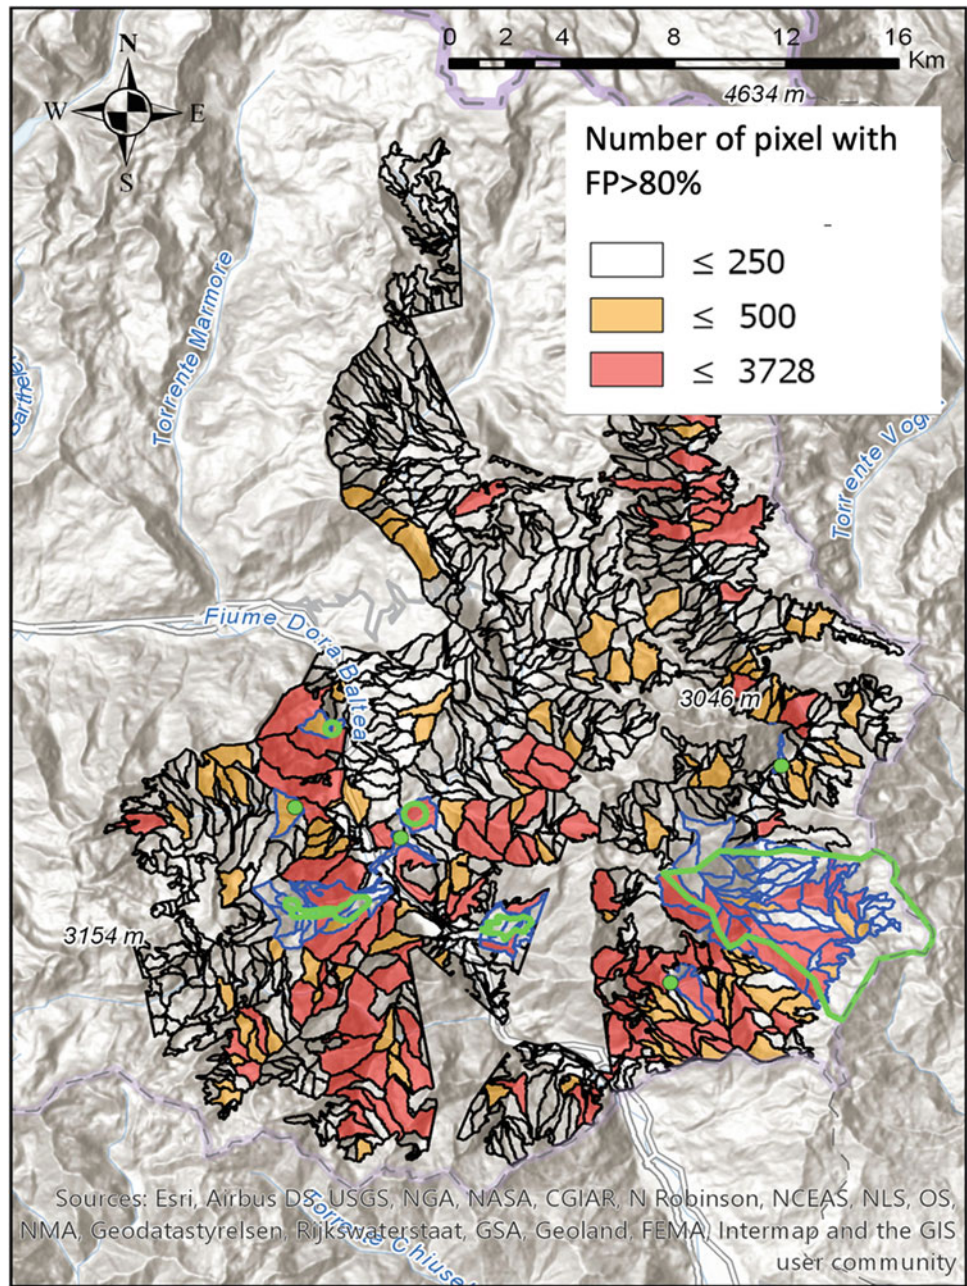 N
W E
S
0 2 4 8 12 16
Km
4634 m
Number of pixel with
FP>80%
≤ 250
≤ 500
≤ 3728
Torrente Marmore
Fiume Dora Baltea
3046 m
3154 m
Sources: Esri, Airbus DS, USGS, NGA, NASA, CGIAR, N Robinson, NCEAS, NLS, OS,
NMA, Geodatastyrelsen, Rijkswaterstaat, GSA, Geoland, FEMA, Intermap and the GIS
user community